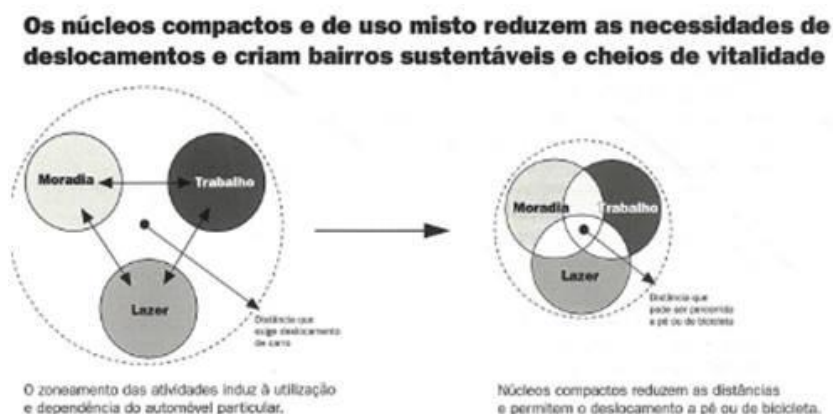 Os núcleos compactos e de uso misto reduzem as necessidades de
deslocamentos e criam bairros sustentáveis e cheios de vitalidade
Moradia
Trabalho
Lazer
Distância que
exige deslocamento
de carro
O zoneamento das atividades induz à utilização
e dependência do automóvel particular.
Moradia
Trabalho
Lazer
Distância que
pode ser percorrida
a pé ou de bicicleta
Núcleos compactos reduzem as distâncias
e permitem o deslocamento a pé ou de bicicleta.